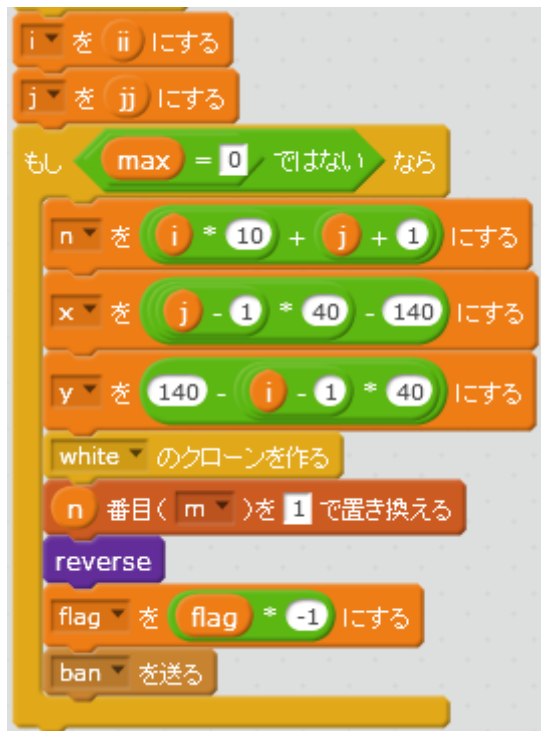 i を ii にする
j を jj にする
もし max = 0 ではない なら
n を i * 10 + j + 1 にする
x を j - 1 * 40 - 140 にする
y を 140 - i - 1 * 40 にする
white のクローンを作る
n 番目( m )を 1 で置き換える
reverse
flag を flag * -1 にする
ban を送る